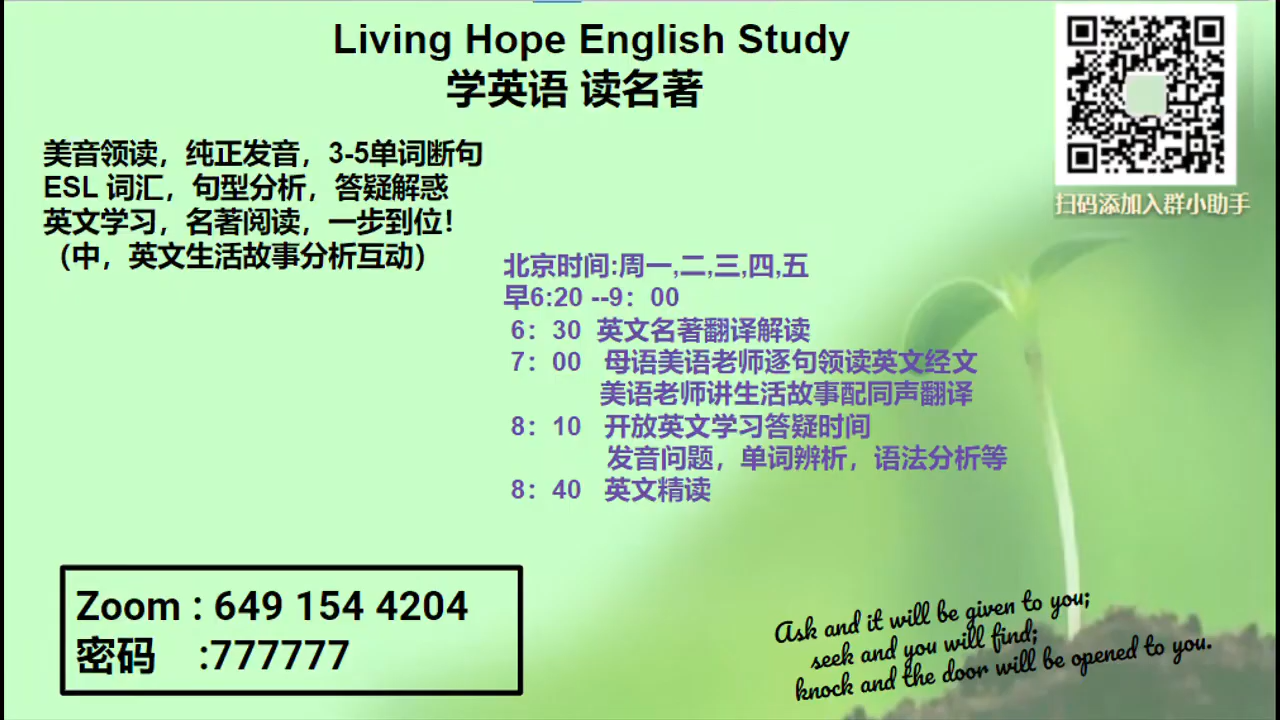 Living Hope English Study
学英语 读名著
美音领读，纯正发音，3-5单词断句
ESL 词汇，句型分析，答疑解惑
英文学习，名著阅读，一步到位！
（中，英文生活故事分析互动）
扫码添加入群小助手
北京时间:周一,二,三,四,五
早6:20 --9：00
6：30 英文名著翻译解读
7：00 母语美语老师逐句领读英文经文
美语老师讲生活故事配同声翻译
8：10 开放英文学习答疑时间
发音问题，单词辨析，语法分析等
8：40 英文精读
Zoom : 649 154 4204
密码 :777777
Ask and it will be given to you;
seek and you will find;
knock and the door will be opened to you.